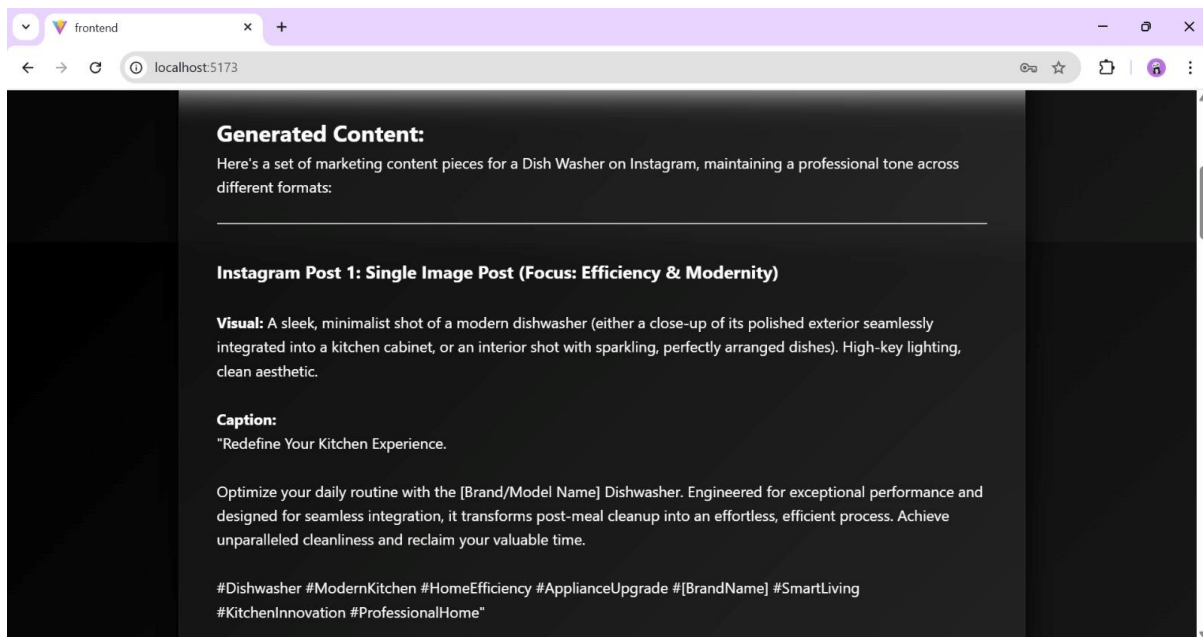 frontend
localhost:5173
Generated Content:
Here's a set of marketing content pieces for a Dish Washer on Instagram, maintaining a professional tone across
different formats:
Instagram Post 1: Single Image Post (Focus: Efficiency & Modernity)
Visual: A sleek, minimalist shot of a modern dishwasher (either a close-up of its polished exterior seamlessly
integrated into a kitchen cabinet, or an interior shot with sparkling, perfectly arranged dishes). High-key lighting,
clean aesthetic.
Caption:
"Redefine Your Kitchen Experience.
Optimize your daily routine with the [Brand/Model Name] Dishwasher. Engineered for exceptional performance and
designed for seamless integration, it transforms post-meal cleanup into an effortless, efficient process. Achieve
unparalleled cleanliness and reclaim your valuable time.
#Dishwasher #ModernKitchen #HomeEfficiency #ApplianceUpgrade #[BrandName] #SmartLiving
#KitchenInnovation #ProfessionalHome"